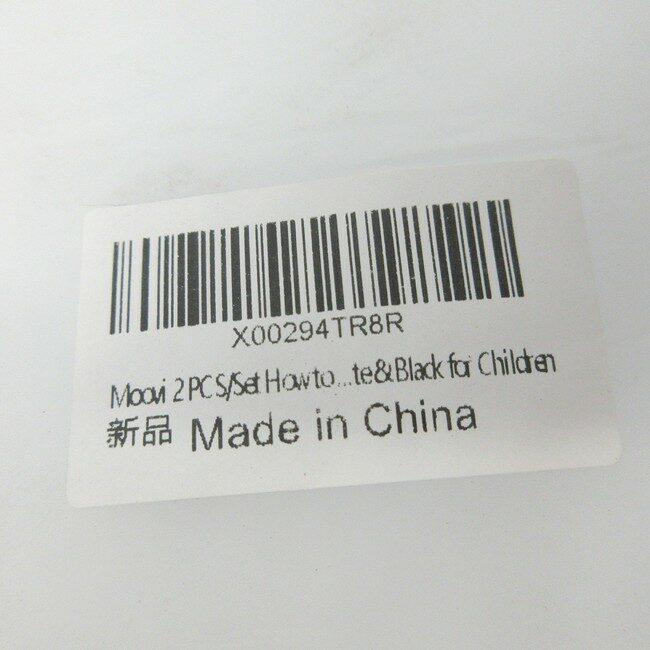 X00294TR8R
Moovi 2 PCS/Set How to...te&Black for Children
新品 Made in China